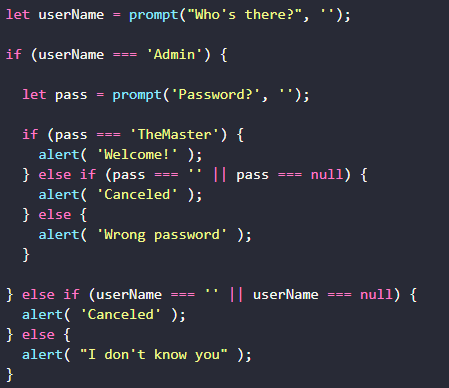 let userName = prompt("Who's there?", '');
if (userName === 'Admin') {
let pass = prompt('Password?', '');
if (pass === 'TheMaster') {
alert( 'Welcome!' );
} else if (pass === '' || pass === null) {
alert( 'Canceled' );
} else {
alert( 'Wrong password' );
}
} else if (userName === '' || userName === null) {
alert( 'Canceled' );
} else {
alert( "I don't know you" );
}